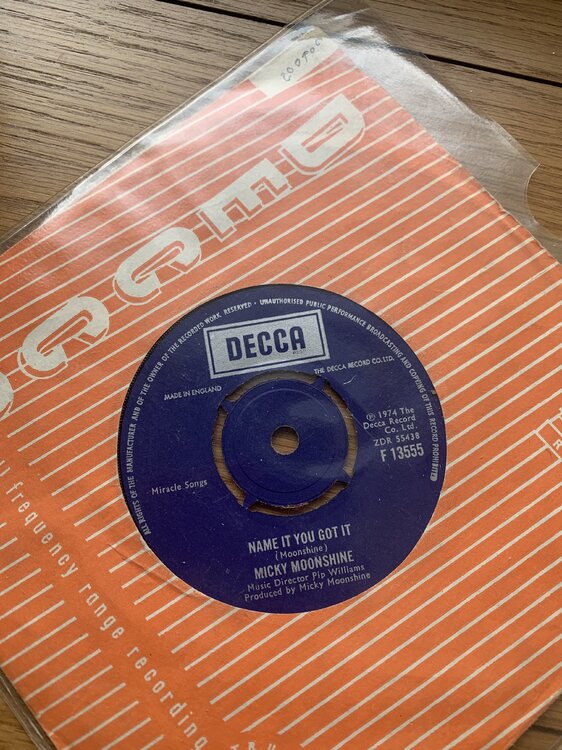 DECCA
ALL RIGHTS OF THE MANUFACTURER AND OF THE OWNER OF THE RECORDED WORK RESERVED • UNAUTHORISED PUBLIC PERFORMANCE BROADCASTING AND COPYING OF THIS RECORD PROHIBITED
DECCA
THE DECCA RECORD CO. LTD.
MADE IN ENGLAND
℗ 1974 The
Decca Record
Co. Ltd.
ZDR 55438
F 13555
Miracle Songs
NAME IT YOU GOT IT
(Moonshine)
MICKY MOONSHINE
Music Director Pip Williams
Produced by Micky Moonshine
frequency range recording